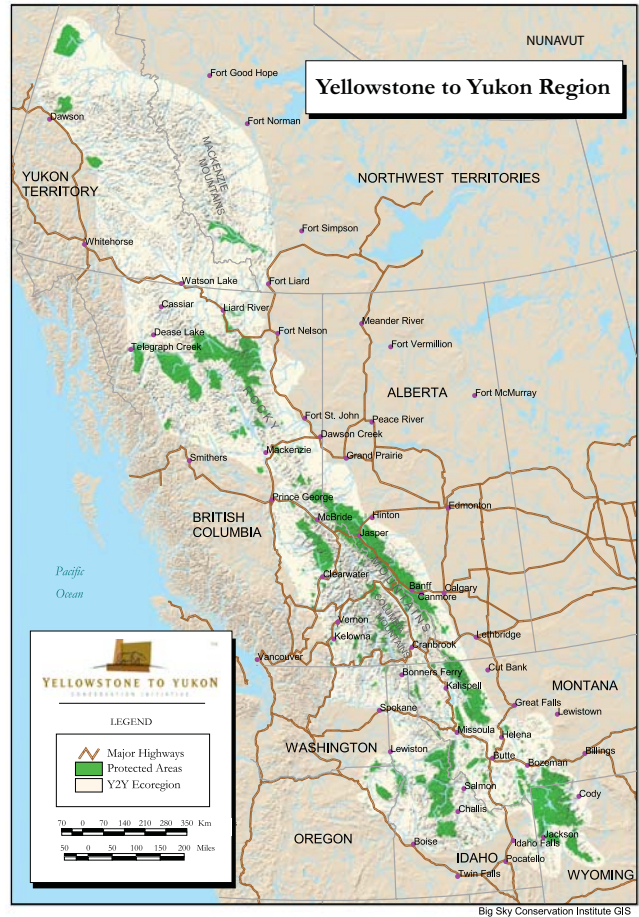 NUNAVUT
Yellowstone to Yukon Region
Fort Good Hope
Dawson
Fort Norman
MACKENZIE
MOUNTAINS
YUKON
TERRITORY
NORTHWEST TERRITORIES
Fort Simpson
Whitehorse
Watson Lake
Fort Liard
Cassiar
Liard River
Meander River
Dease Lake
Fort Nelson
Telegraph Creek
Fort Vermillion
ALBERTA
Fort McMurray
ROCKY
Fort St. John
Peace River
Dawson Creek
Mackenzie
Grand Prairie
Smithers
Prince George
Edmonton
BRITISH
COLUMBIA
McBride
Hinton
Jasper
Pacific
Ocean
Clearwater
MOUNTAINS
Banff
Calgary
Canmore
Vernon
Kelowna
Lethbridge
Cranbrook
Vancouver
Cut Bank
Bonners Ferry
Kalispell
MONTANA
Great Falls
Lewistown
Spokane
Missoula
Helena
WASHINGTON
Lewiston
Butte
Bozeman
Billings
Salmon
Cody
Challis
OREGON
Boise
Jackson
Idaho Falls
IDAHO
Pocatello
WYOMING
Twin Falls
YELLOWSTONE TO YUKON
CONSERVATION INITIATIVE
LEGEND
Major Highways
Protected Areas
Y2Y Ecoregion
70 0 70 140 210 280 350 Km
50 0 50 100 150 200 Miles
Big Sky Conservation Institute GIS